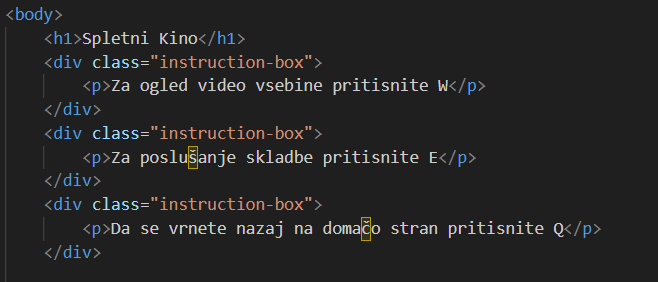 <body>
<h1>Spletni Kino</h1>
<div class="instruction-box">
<p>Za ogled video vsebine pritisnite W</p>
</div>
<div class="instruction-box">
<p>Za poslušanje skladbe pritisnite E</p>
</div>
<div class="instruction-box">
<p>Da se vrnete nazaj na domačo stran pritisnite Q</p>
</div>